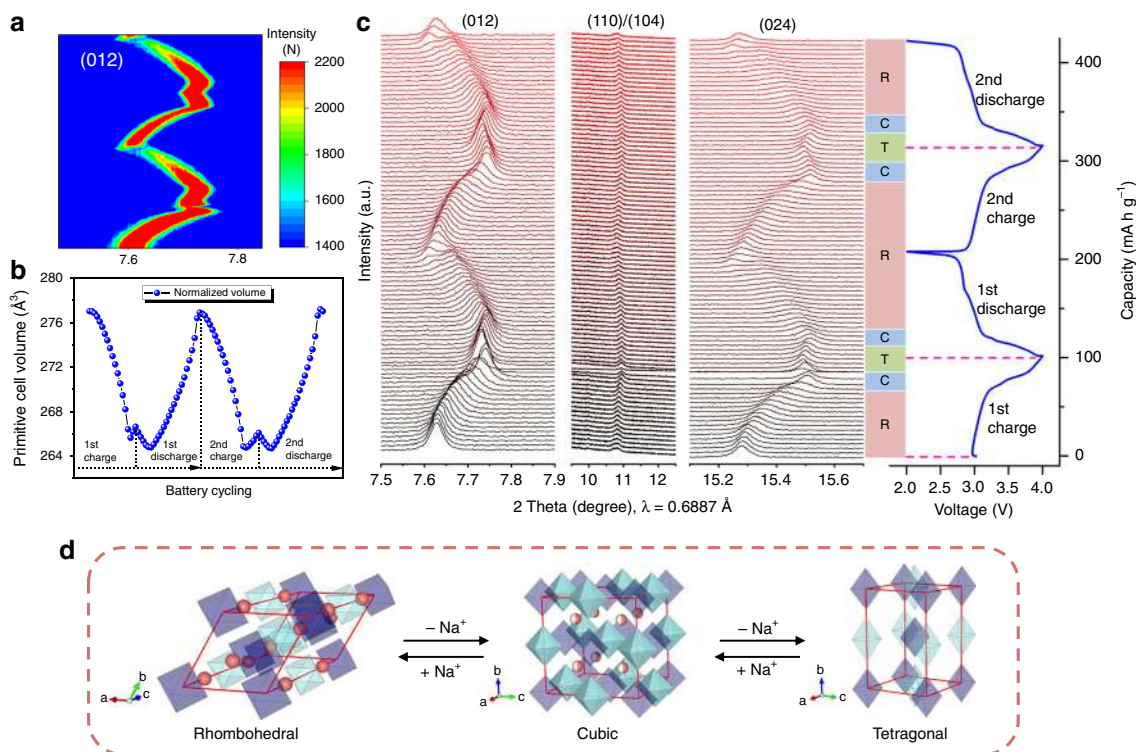 a
Intensity
(N)
(012)
2200
2000
1800
1600
1400
7.6
7.8
b
Normalized volume
Primitive cell volume (Å³)
280
276
272
268
264
1st
charge
1st
discharge
2nd
charge
2nd
discharge
Battery cycling
c
(012)
(110)/(104)
(024)
Intensity (a.u.)
7.5
7.6
7.7
7.8
7.9
10
11
12
15.2
15.4
15.6
2 Theta (degree), λ = 0.6887 Å
R
C
T
C
R
C
T
C
R
2nd
discharge
2nd
charge
1st
discharge
1st
charge
400
300
200
100
0
Capacity (mA h g⁻¹)
2.0
2.5
3.0
3.5
4.0
Voltage (V)
d
a
b
c
Rhombohedral
– Na⁺
+ Na⁺
a
b
c
Cubic
– Na⁺
+ Na⁺
a
b
c
Tetragonal